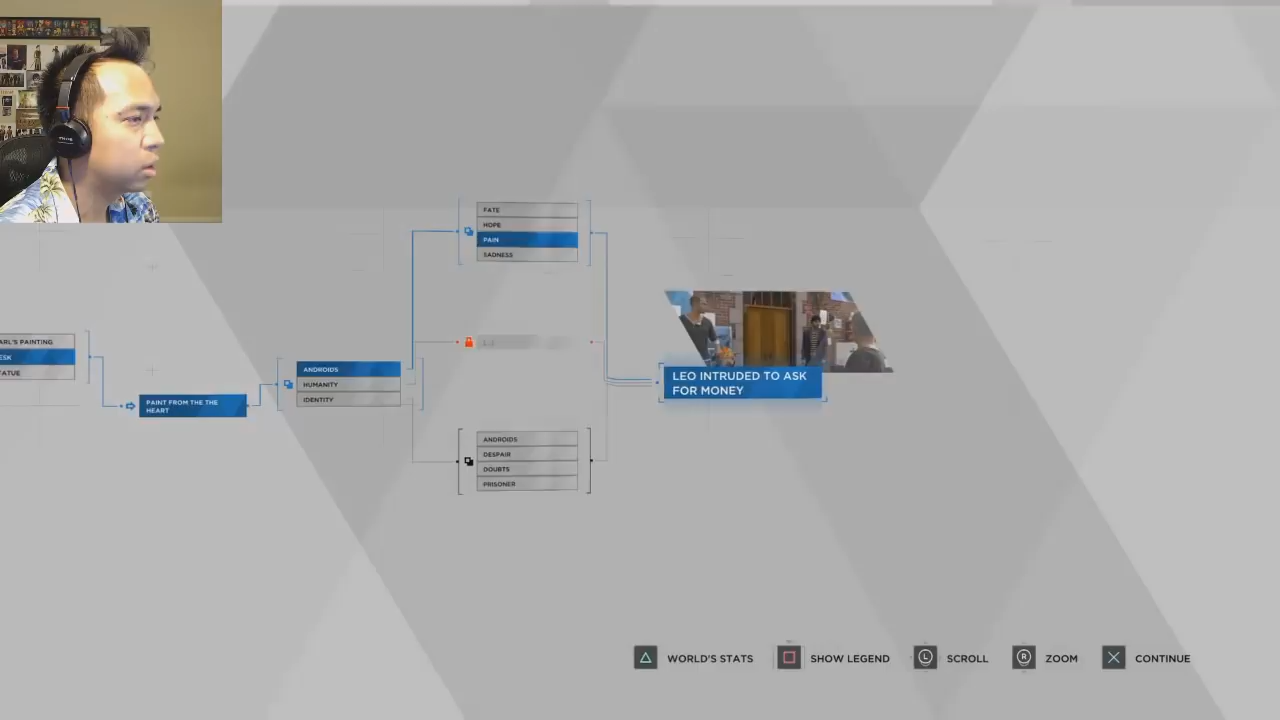 FATE
HOPE
PAIN
SADNESS
ARL'S PAINTING
ESK
TATUE
PAINT FROM THE THE
HEART
ANDROIDS
HUMANITY
IDENTITY
LEO INTRUDED TO ASK
FOR MONEY
ANDROIDS
DESPAIR
DOUBTS
PRISONER
WORLD'S STATS
SHOW LEGEND
L
SCROLL
R
ZOOM
CONTINUE